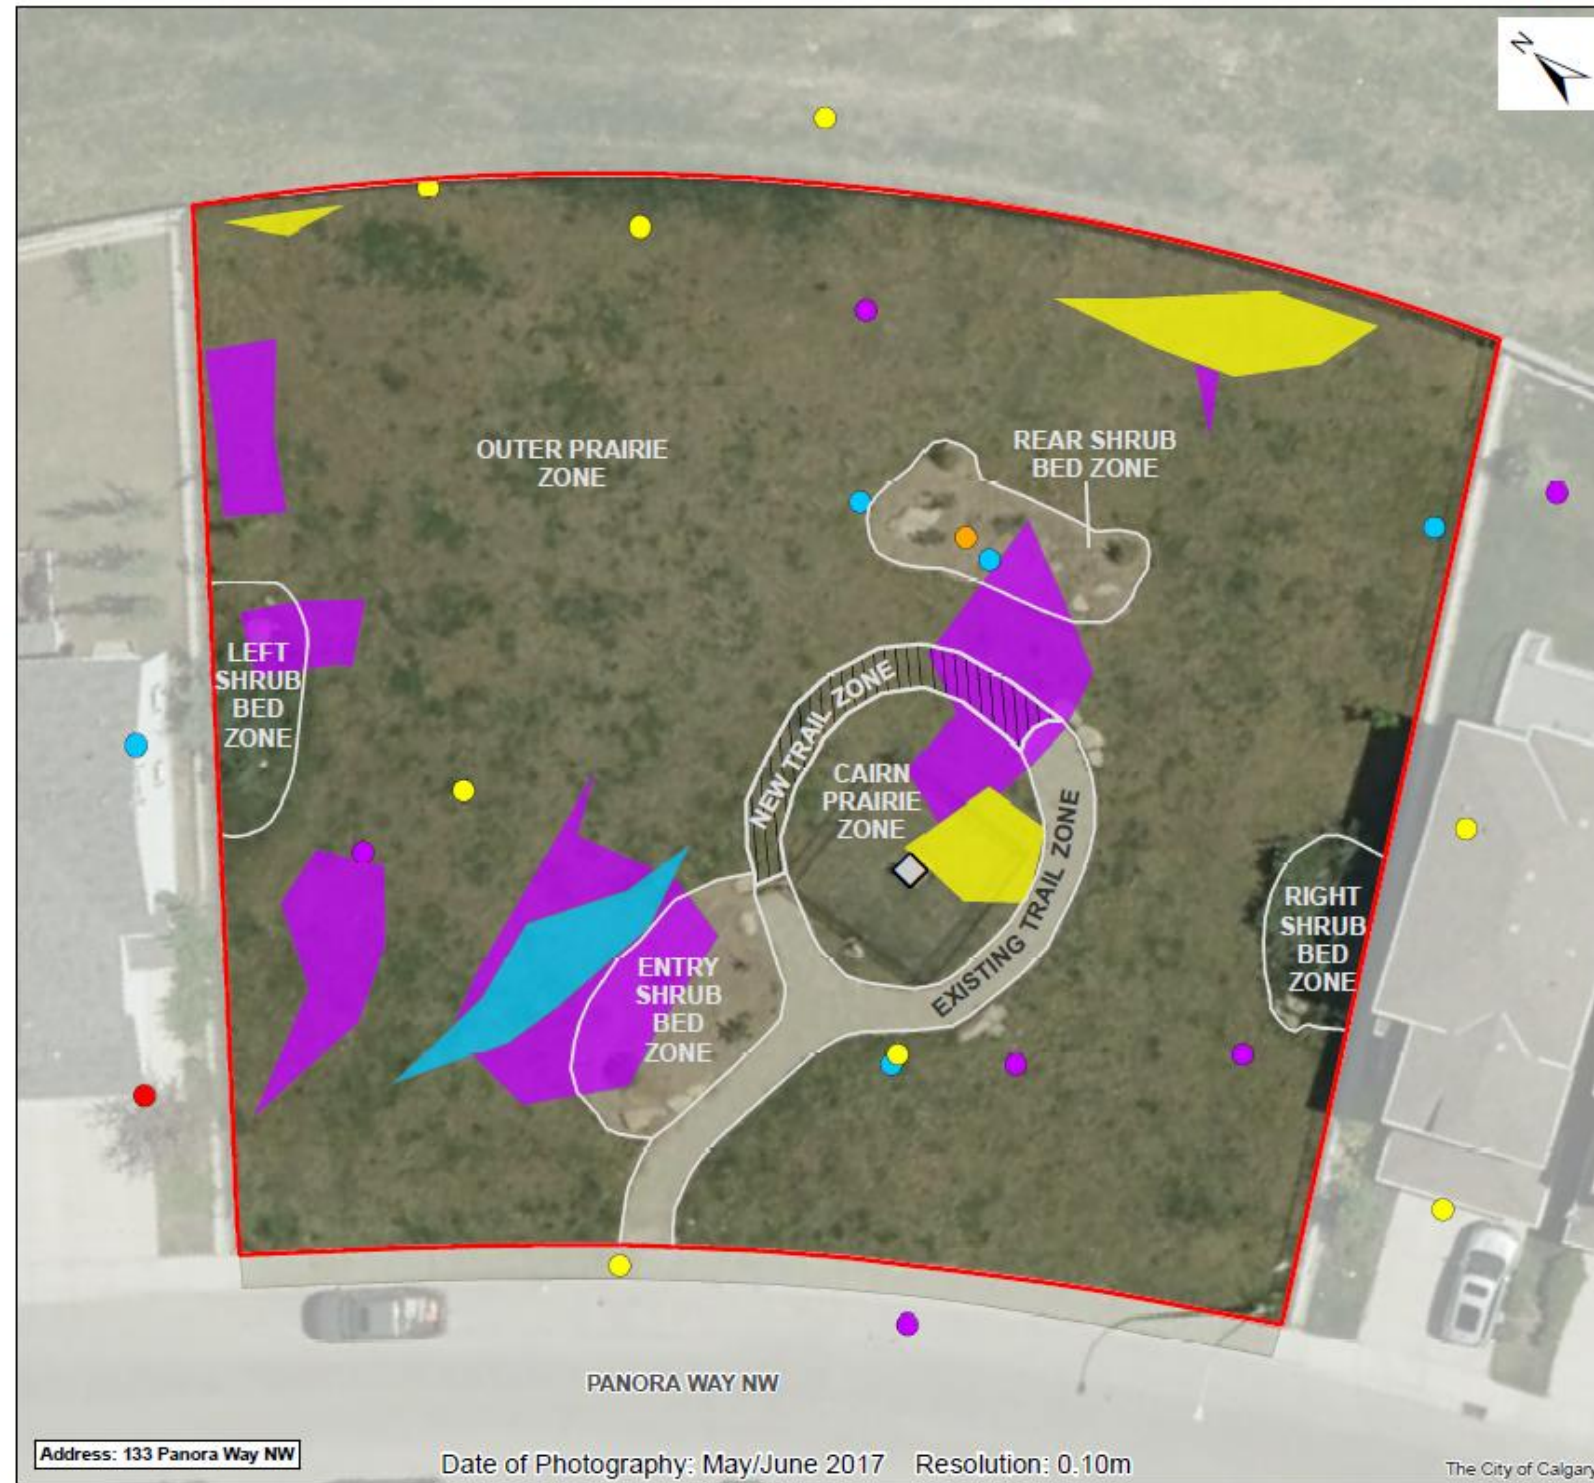 N
OUTER PRAIRIE
ZONE
REAR SHRUB
BED ZONE
LEFT
SHRUB
BED
ZONE
NEW TRAIL ZONE
CAIRN
PRAIRIE
ZONE
EXISTING TRAIL ZONE
RIGHT
SHRUB
BED
ZONE
ENTRY
SHRUB
BED
ZONE
PANORA WAY NW
Address: 133 Panora Way NW
Date of Photography: May/June 2017 Resolution: 0.10m
The City of Calgar